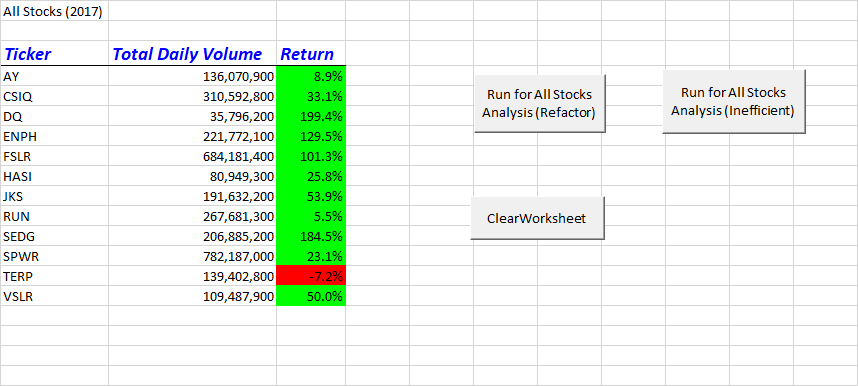 All Stocks (2017)
Ticker Total Daily Volume Return
AY 136,070,900 8.9%
CSIQ 310,592,800 33.1%
DQ 35,796,200 199.4%
ENPH 221,772,100 129.5%
FSLR 684,181,400 101.3%
HASI 80,949,300 25.8%
JKS 191,632,200 53.9%
RUN 267,681,300 5.5%
SEDG 206,885,200 184.5%
SPWR 782,187,000 23.1%
TERP 139,402,800 -7.2%
VSLR 109,487,900 50.0%
Run for All Stocks
Analysis (Refactor)
Run for All Stocks
Analysis (Inefficient)
ClearWorksheet